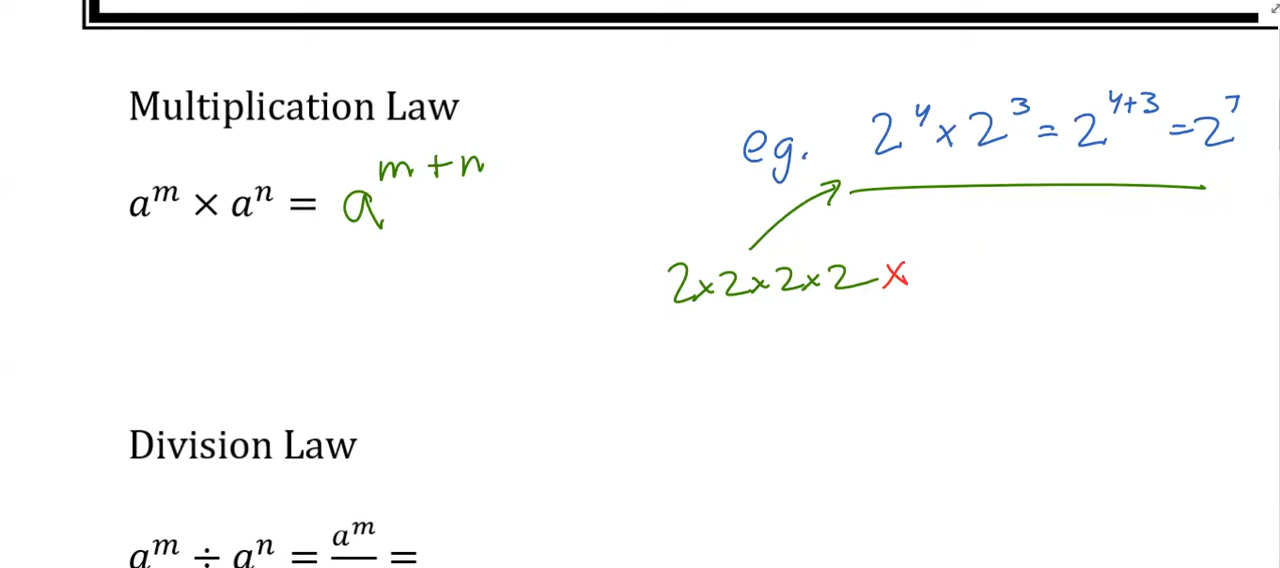 Multiplication Law
eg. 2⁴ × 2³ = 2⁴⁺³ = 2⁷
aᵐ × aⁿ = aᵐ⁺ⁿ
2×2×2×2 ×
Division Law
aᵐ ÷ aⁿ = aᵐ/ =